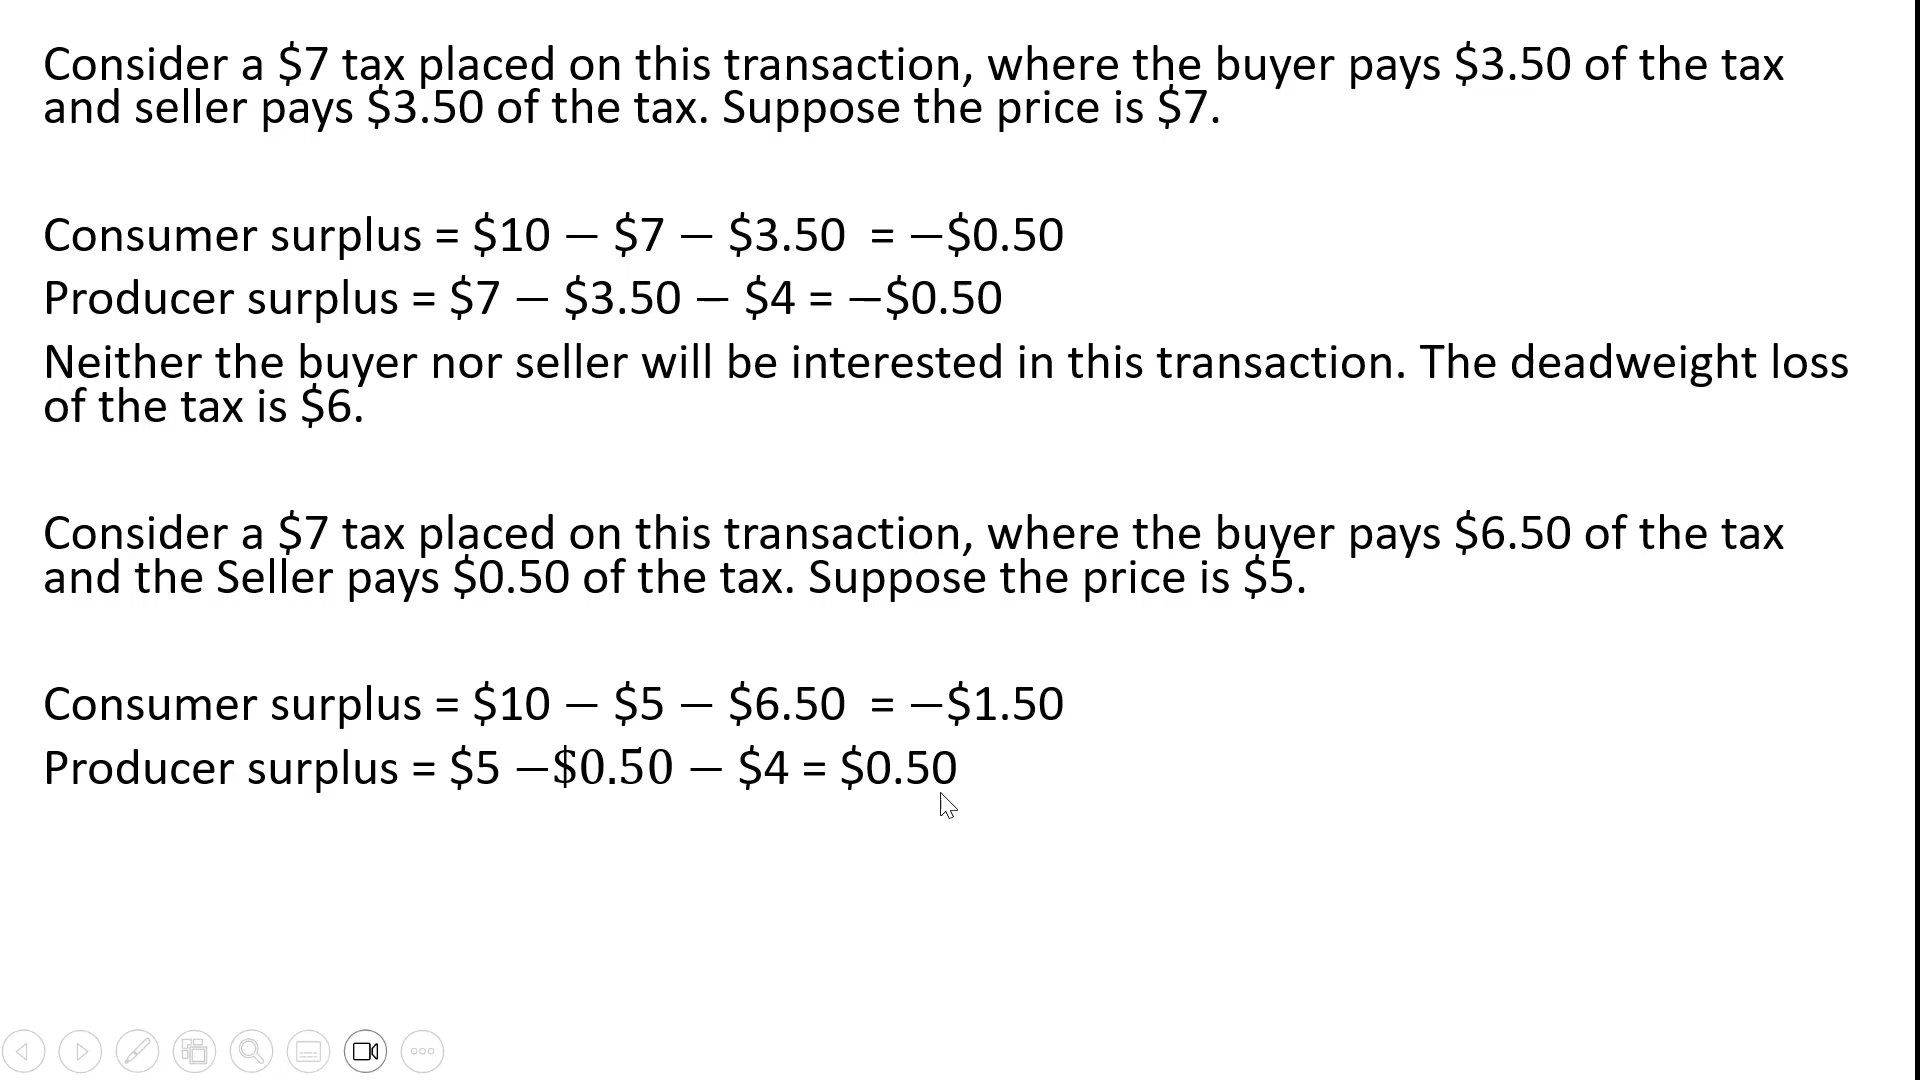 Consider a $7 tax placed on this transaction, where the buyer pays $3.50 of the tax
and seller pays $3.50 of the tax. Suppose the price is $7.
Consumer surplus = $10 − $7 − $3.50  = −$0.50
Producer surplus = $7 − $3.50 − $4 = −$0.50
Neither the buyer nor seller will be interested in this transaction. The deadweight loss
of the tax is $6.
Consider a $7 tax placed on this transaction, where the buyer pays $6.50 of the tax
and the Seller pays $0.50 of the tax. Suppose the price is $5.
Consumer surplus = $10 − $5 − $6.50  = −$1.50
Producer surplus = $5 −$0.50 − $4 = $0.50